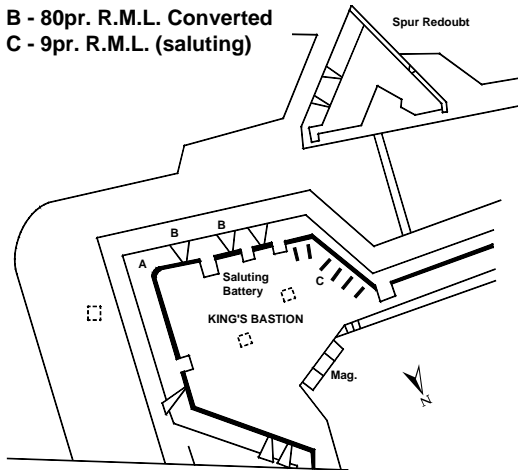 B - 80pr. R.M.L. Converted
C - 9pr. R.M.L. (saluting)
Spur Redoubt
B
B
A
Saluting
Battery
C
KING'S BASTION
Mag.
N